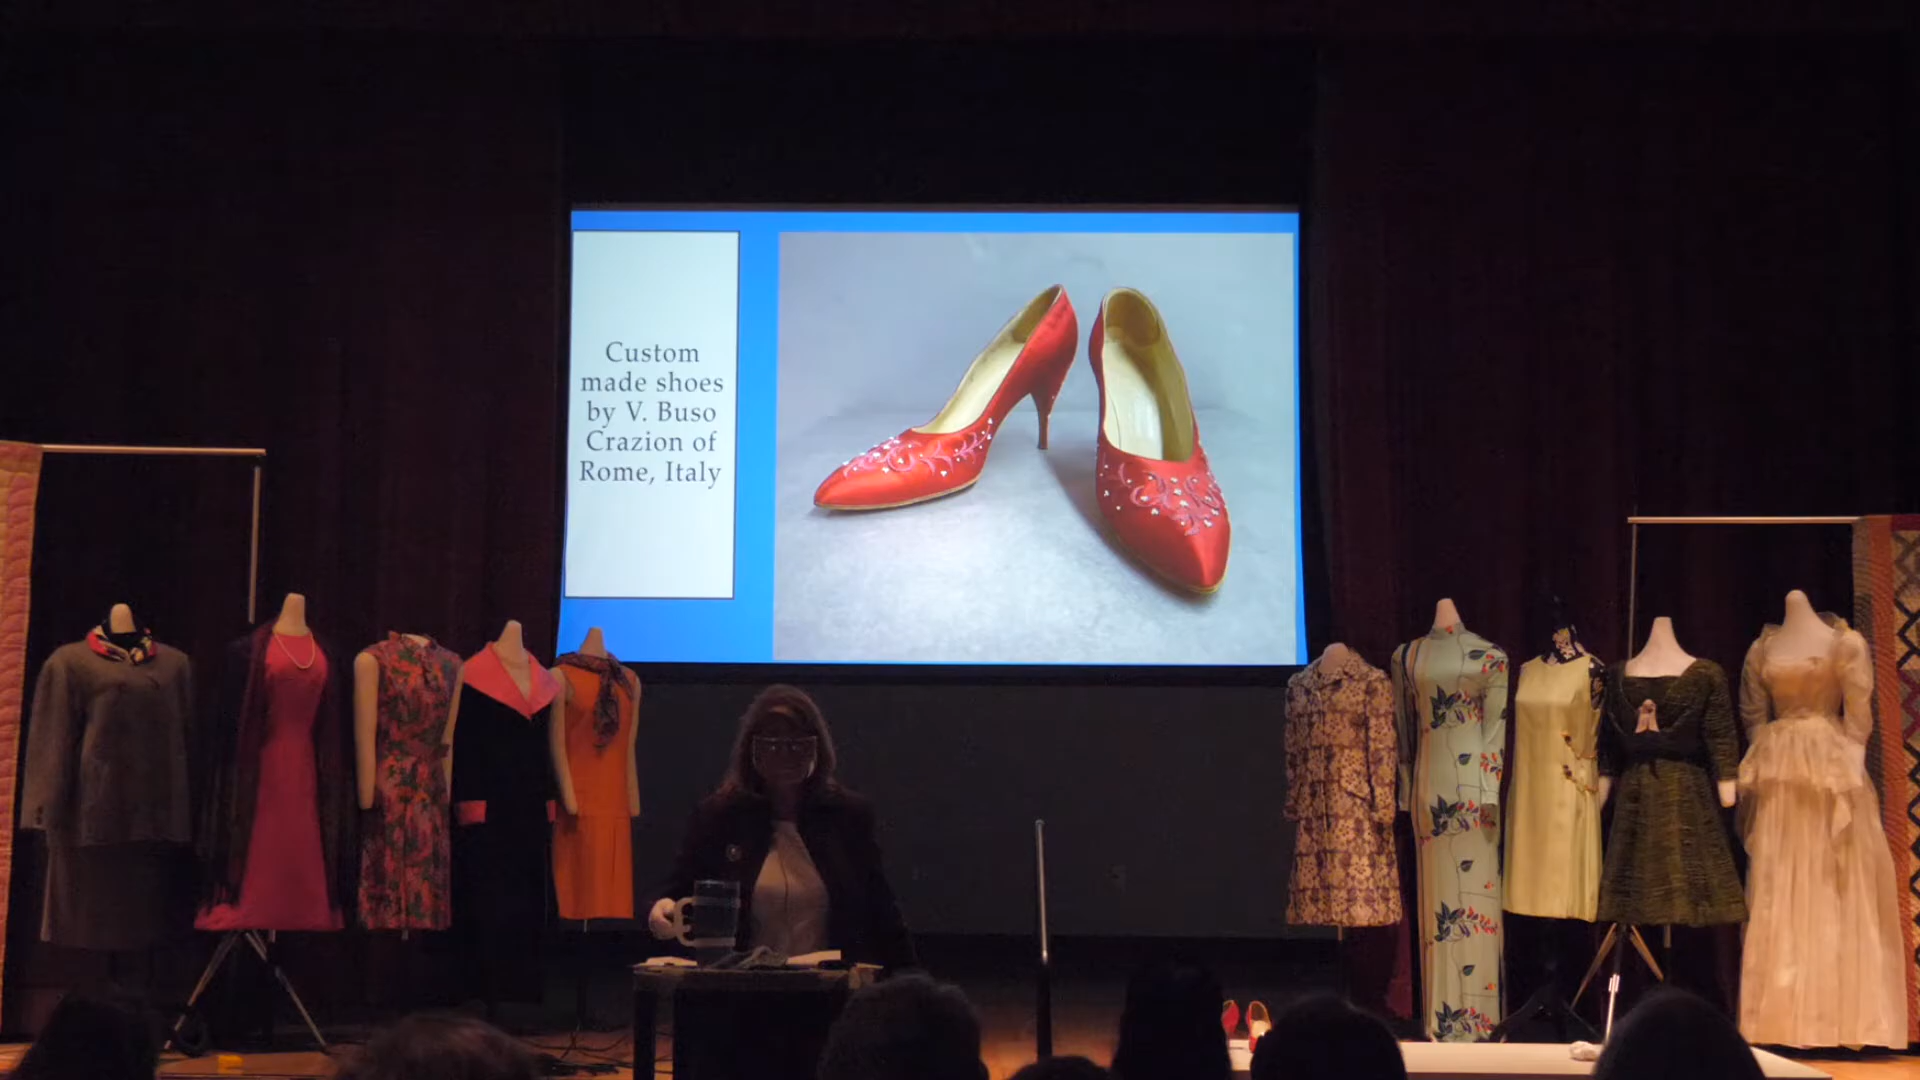 Custom
made shoes
by V. Buso
Crazion of
Rome, Italy